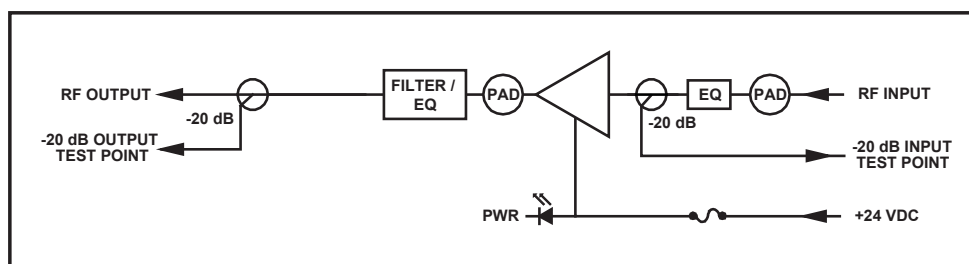 RF OUTPUT
-20 dB
-20 dB OUTPUT
TEST POINT
FILTER /
EQ
PAD
-20 dB
EQ
PAD
RF INPUT
-20 dB INPUT
TEST POINT
PWR
+24 VDC